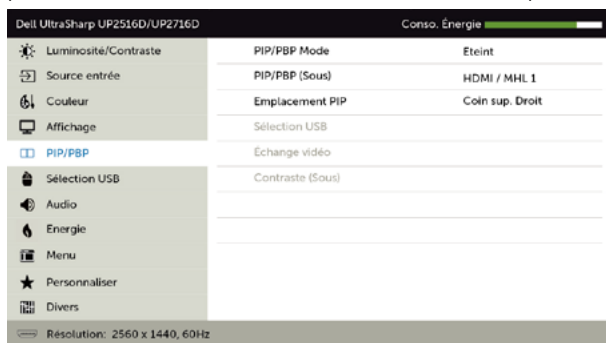 Dell UltraSharp UP2516D/UP2716D Conso. Énergie
Luminosité/Contraste PIP/PBP Mode Eteint
Source entrée PIP/PBP (Sous) HDMI / MHL 1
Couleur Emplacement PIP Coin sup. Droit
Affichage Sélection USB
PIP/PBP Échange vidéo
Sélection USB Contraste (Sous)
Audio
Energie
Menu
Personnaliser
Divers
Résolution: 2560 x 1440, 60Hz